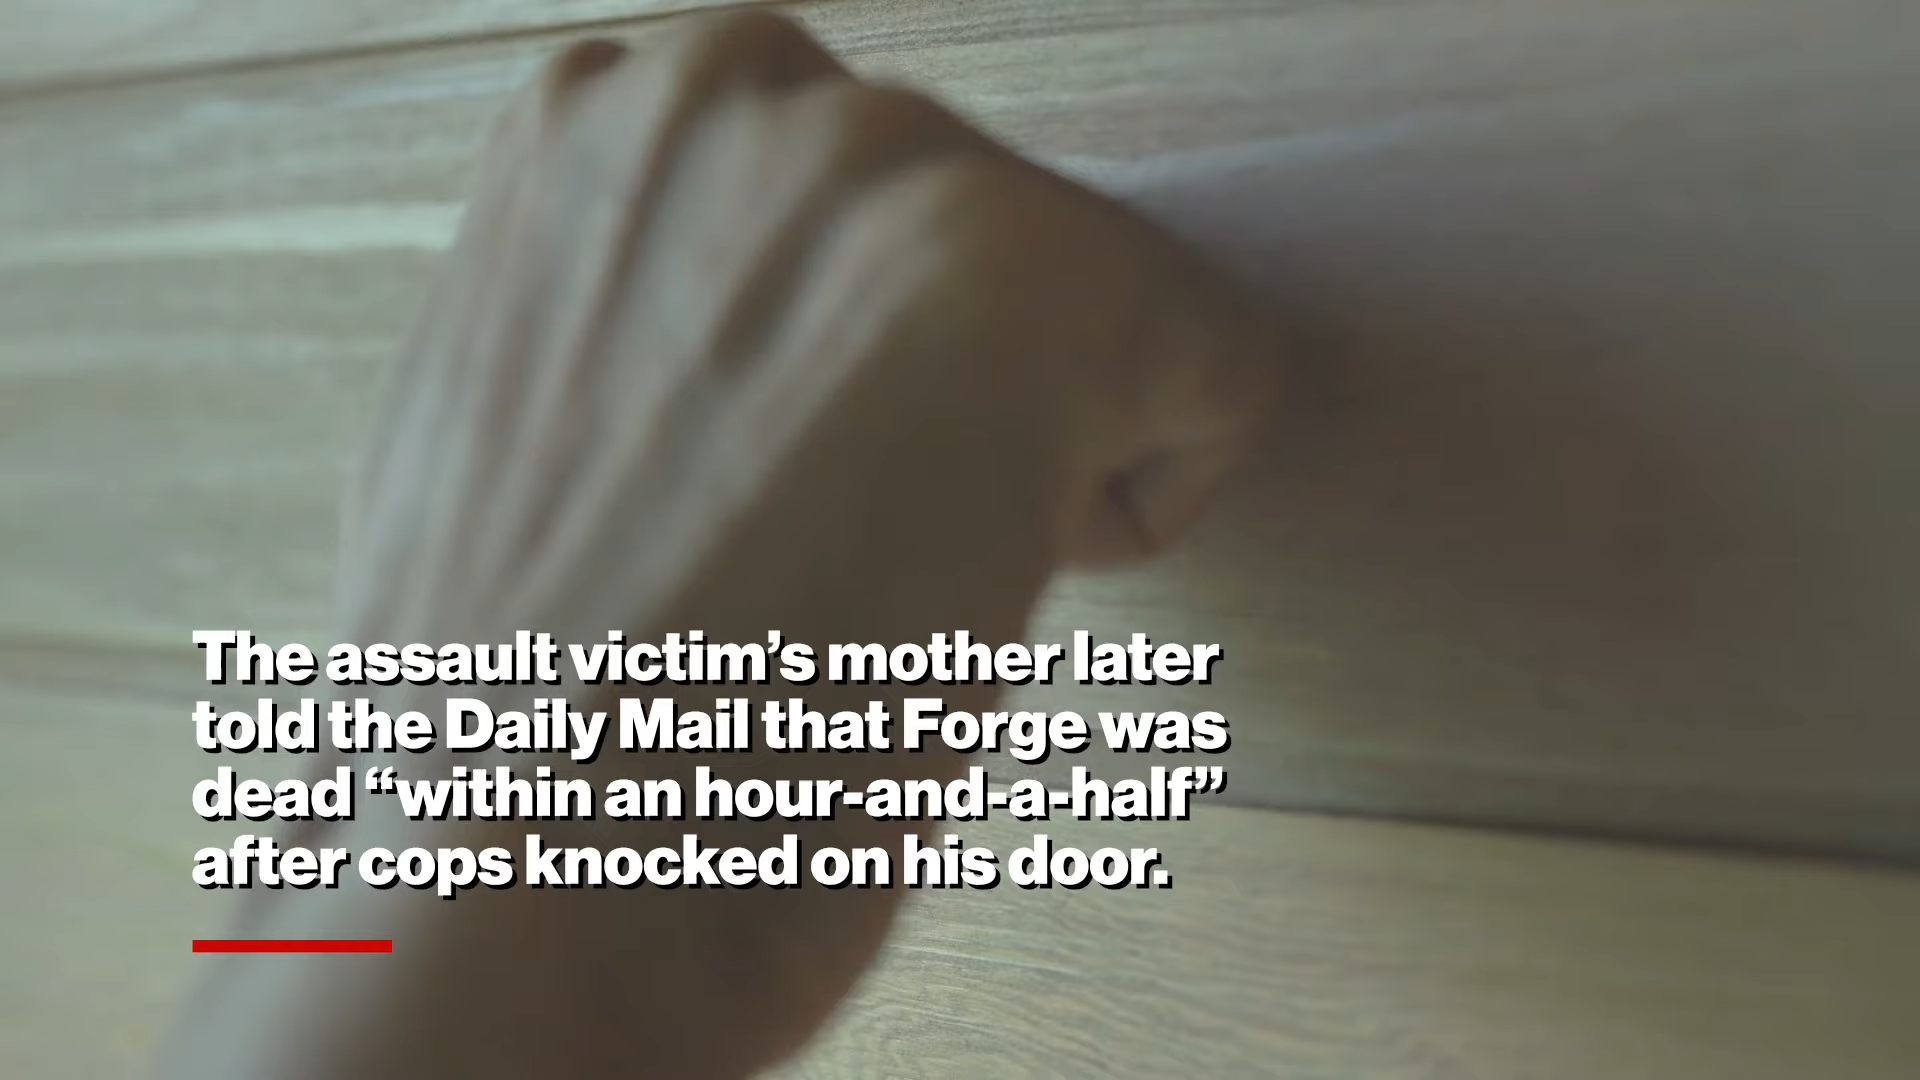 The assault victim’s mother later
told the Daily Mail that Forge was
dead “within an hour-and-a-half”
after cops knocked on his door.